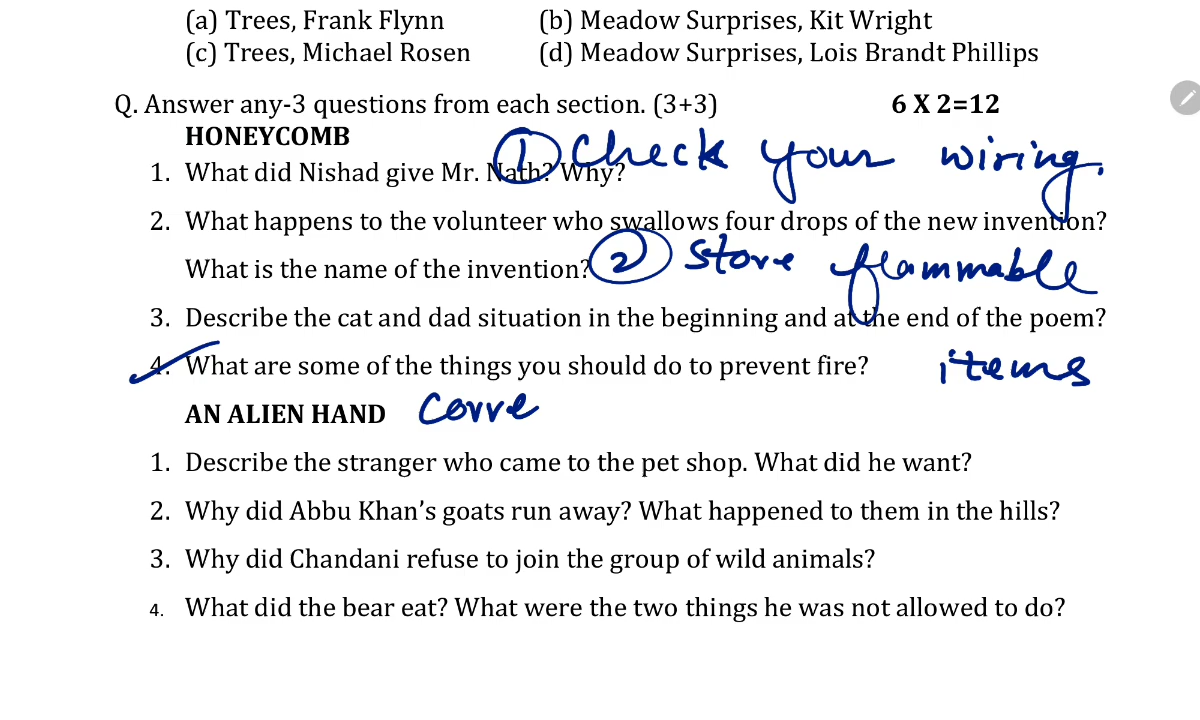 (a) Trees, Frank Flynn (b) Meadow Surprises, Kit Wright
(c) Trees, Michael Rosen (d) Meadow Surprises, Lois Brandt Phillips
Q. Answer any-3 questions from each section. (3+3) 6 X 2=12
HONEYCOMB
① Check your wiring.
1. What did Nishad give Mr. Nath? Why?
2. What happens to the volunteer who swallows four drops of the new invention?
What is the name of the invention?
② Store flammable
3. Describe the cat and dad situation in the beginning and at the end of the poem?
4. What are some of the things you should do to prevent fire?
items
AN ALIEN HAND
Corre
1. Describe the stranger who came to the pet shop. What did he want?
2. Why did Abbu Khan’s goats run away? What happened to them in the hills?
3. Why did Chandani refuse to join the group of wild animals?
4. What did the bear eat? What were the two things he was not allowed to do?